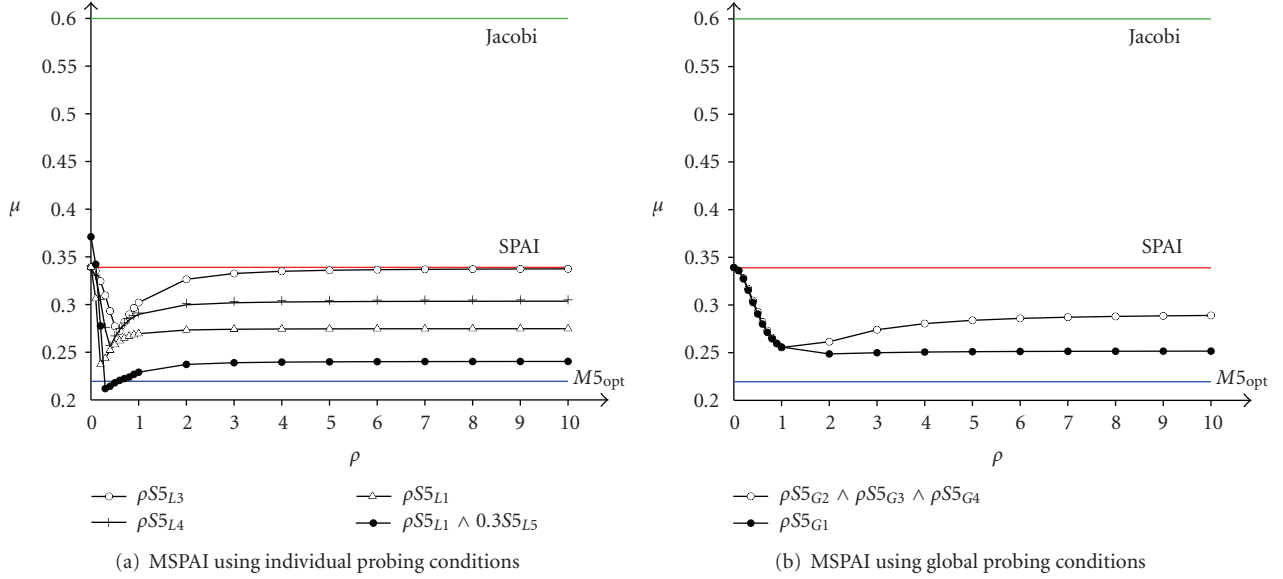 0.6
Jacobi
0.55
0.5
0.45
0.4
μ
0.35
SPAI
0.3
0.25
M5opt
0.2
0 1 2 3 4 5 6 7 8 9 10
ρ
ρS5L3
ρS5L1
ρS5L4
ρS5L1 ∧ 0.3S5L5
(a) MSPAI using individual probing conditions
0.6
Jacobi
0.55
0.5
0.45
0.4
μ
0.35
SPAI
0.3
0.25
M5opt
0.2
0 1 2 3 4 5 6 7 8 9 10
ρ
ρS5G2 ∧ ρS5G3 ∧ ρS5G4
ρS5G1
(b) MSPAI using global probing conditions